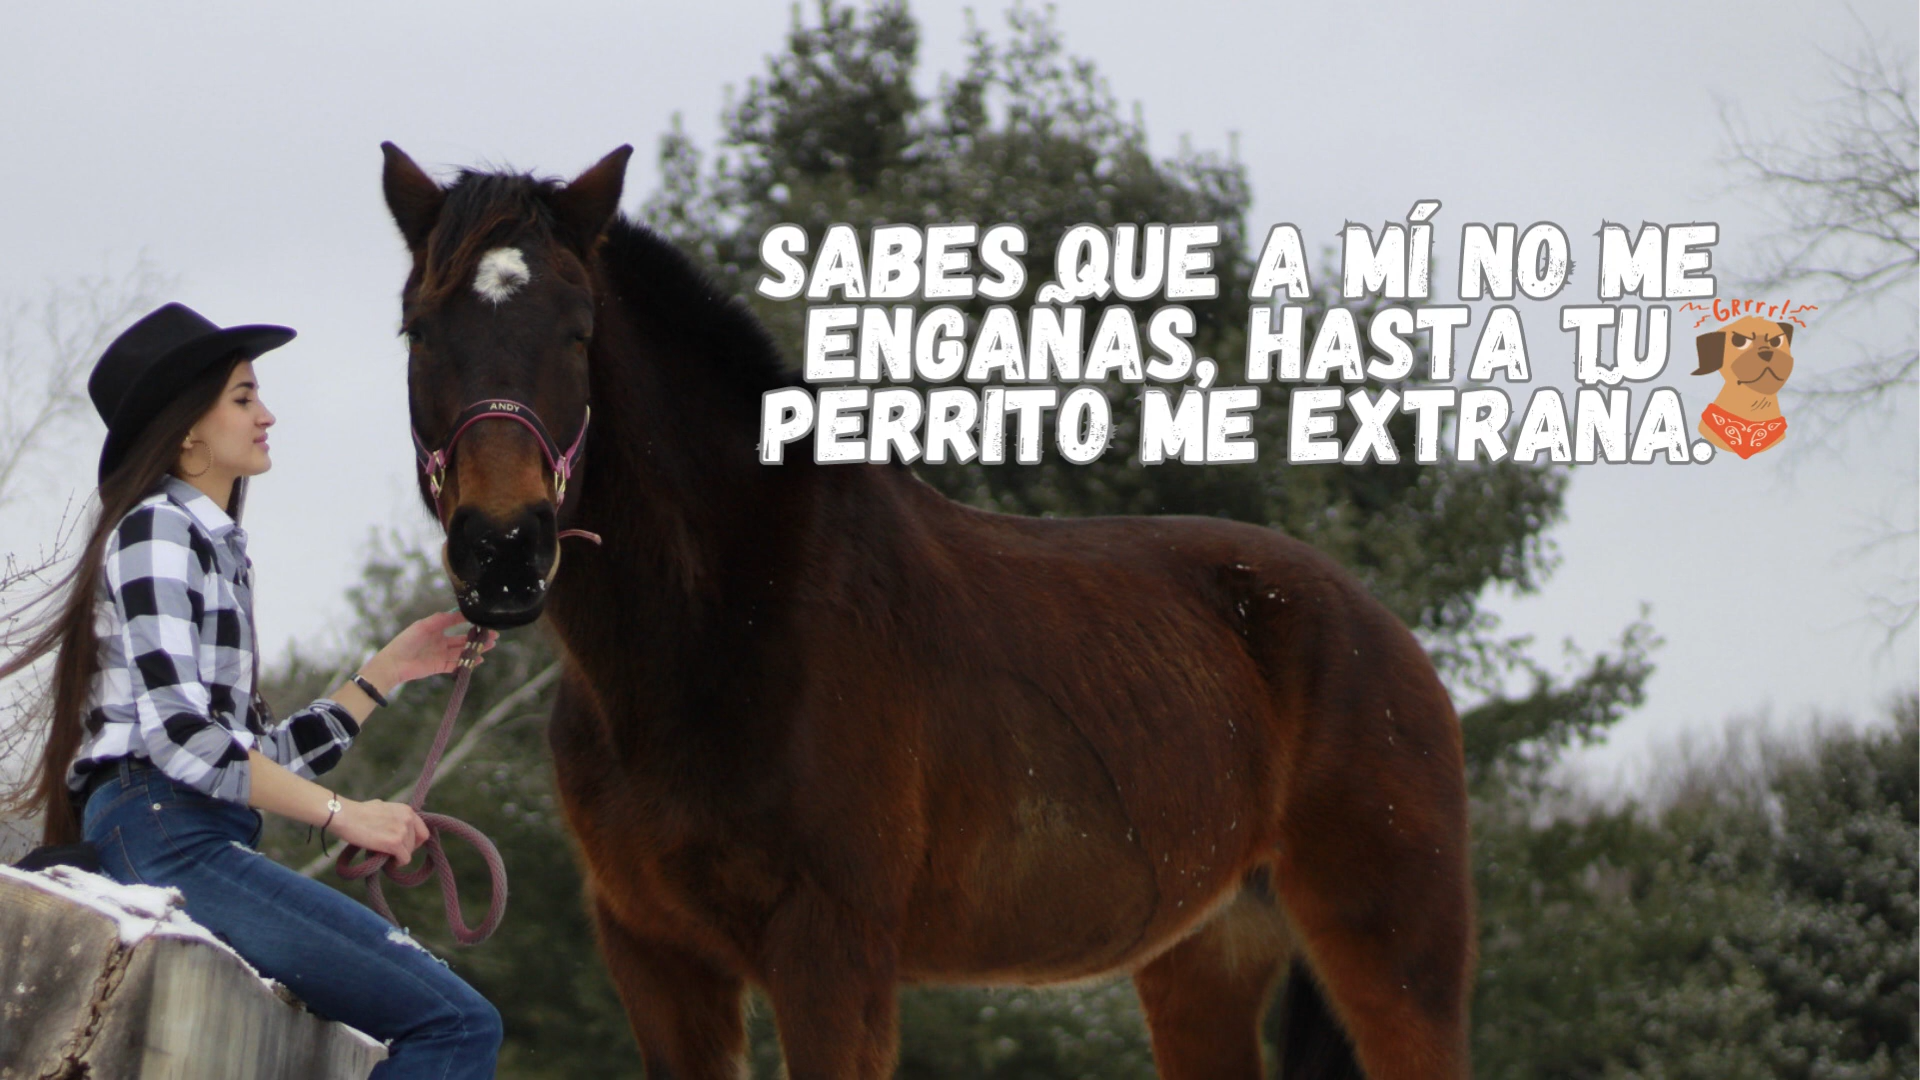 SABES QUE A MÍ NO ME
ENGAÑAS, HASTA TU
PERRITO ME EXTRAÑA.
GRrrr!
ANDY